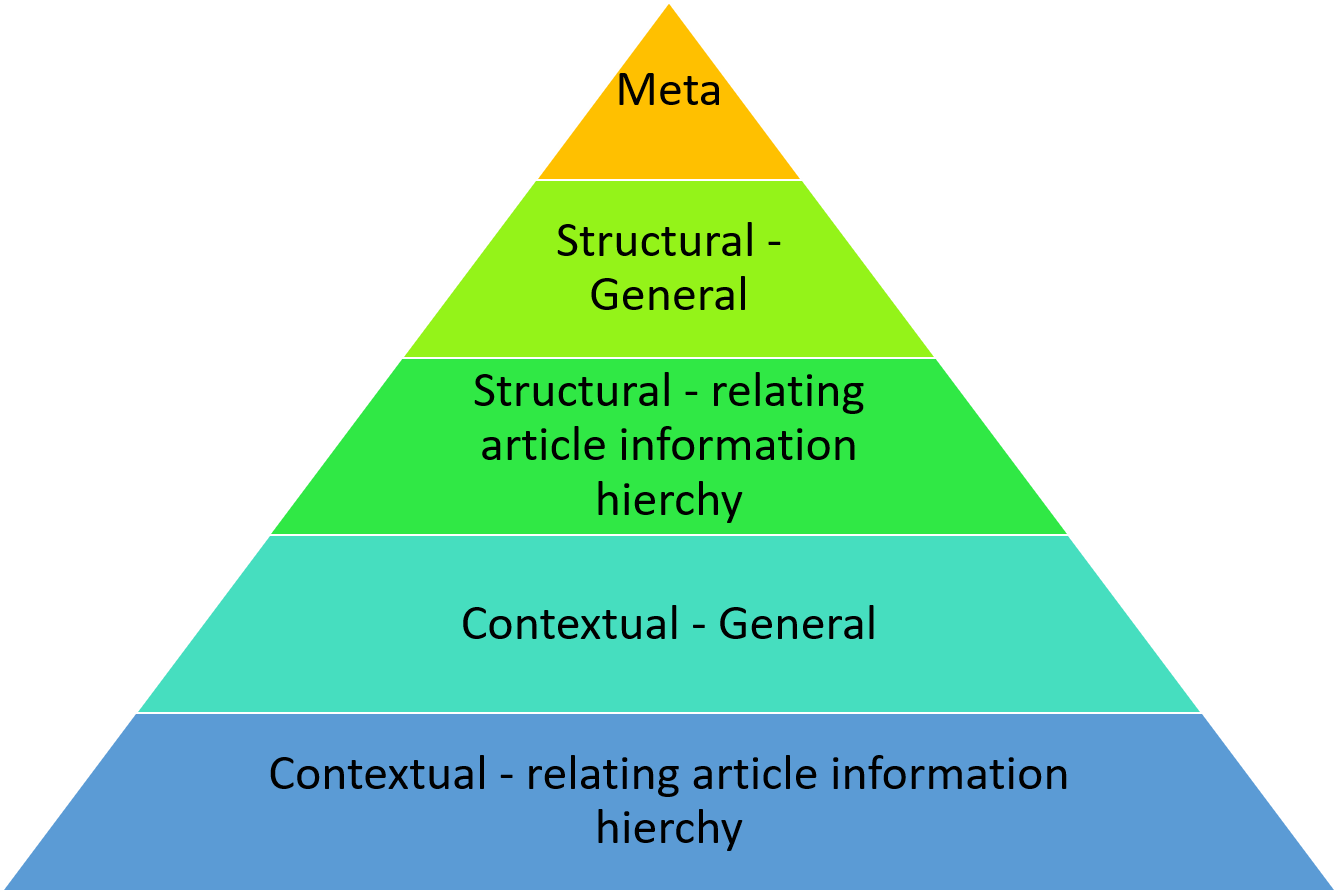 Meta
Structural -
General
Structural - relating
article information
hierchy
Contextual - General
Contextual - relating article information
hierchy